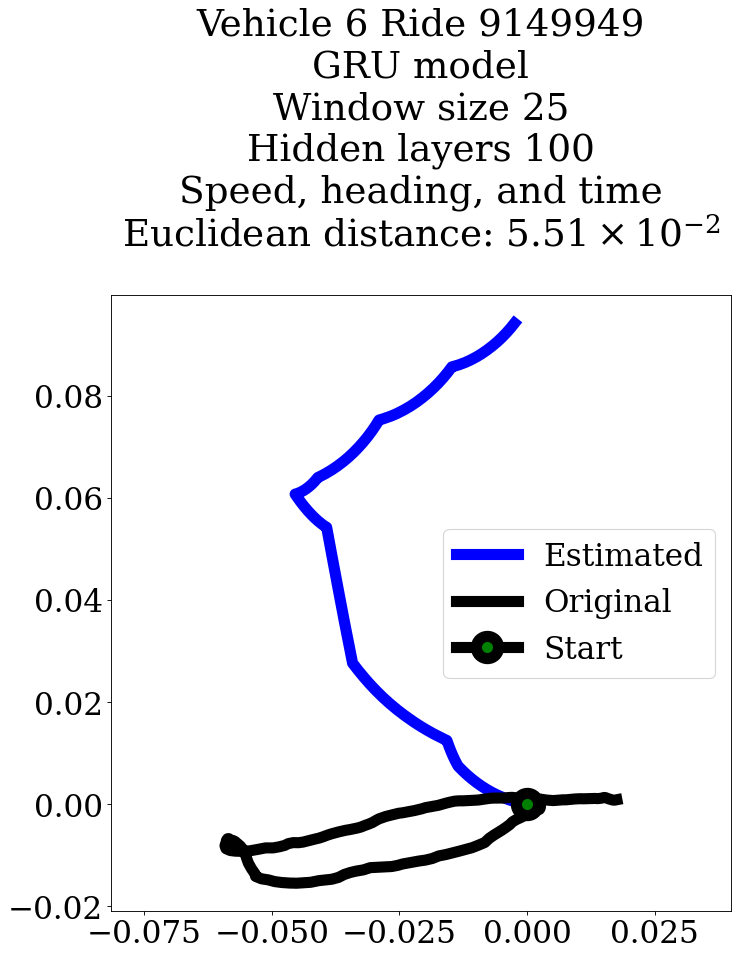 Vehicle 6 Ride 9149949
GRU model
Window size 25
Hidden layers 100
Speed, heading, and time
Euclidean distance: 5.51 × 10⁻²
0.08
0.06
0.04
0.02
0.00
−0.02
Estimated
Original
Start
−0.075 −0.050 −0.025 0.000 0.025